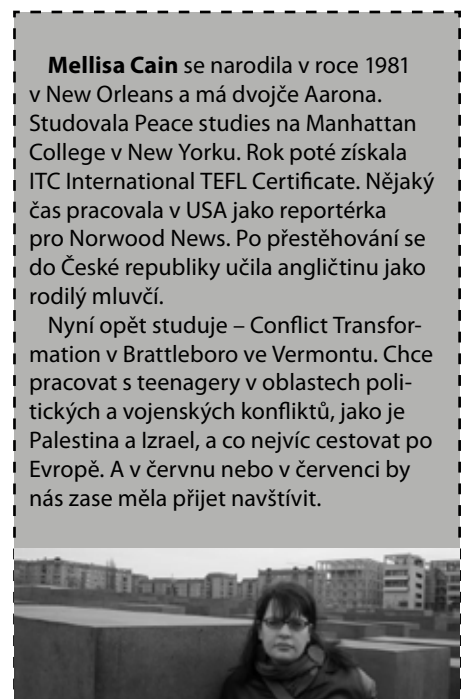 Mellisa Cain se narodila v roce 1981
v New Orleans a má dvojče Aarona.
Studovala Peace studies na Manhattan
College v New Yorku. Rok poté získala
ITC International TEFL Certificate. Nějaký
čas pracovala v USA jako reportérka
pro Norwood News. Po přestěhování se
do České republiky učila angličtinu jako
rodilý mluvčí.
Nyní opět studuje – Conflict Transfor-
mation v Brattleboro ve Vermontu. Chce
pracovat s teenagery v oblastech poli-
tických a vojenských konfliktů, jako je
Palestina a Izrael, a co nejvíc cestovat po
Evropě. A v červnu nebo v červenci by
nás zase měla přijet navštívit.